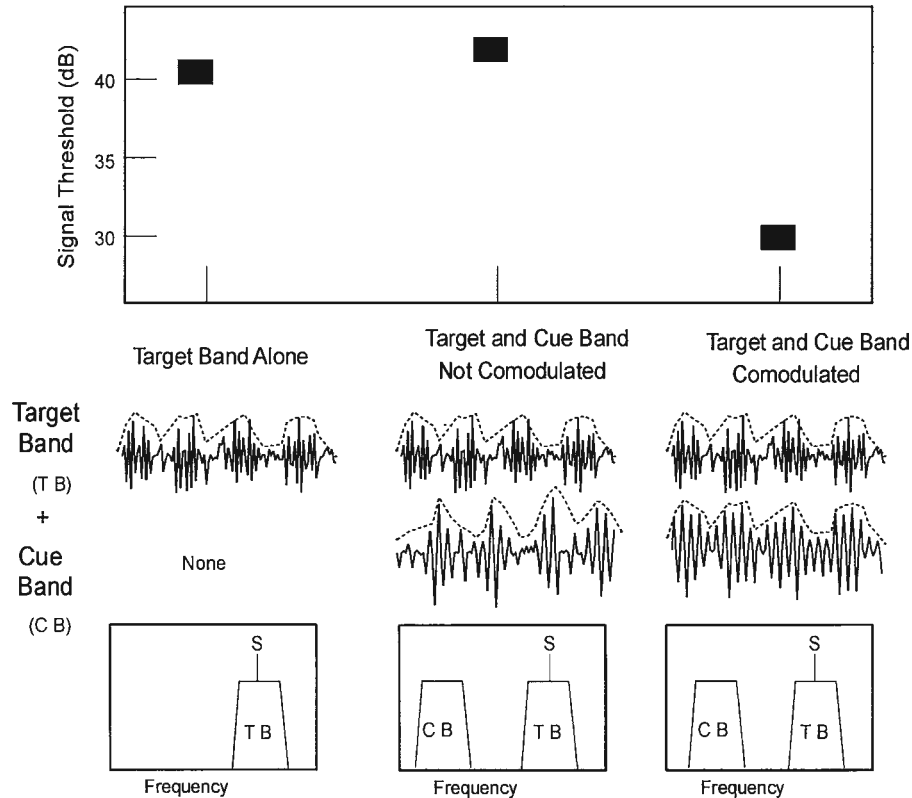 Signal Threshold (dB)
40
35
30
Target Band Alone
Target and Cue Band
Not Comodulated
Target and Cue Band
Comodulated
Target
Band
(T B)
+
Cue
Band
(C B)
None
S
T B
Frequency
S
C B T B
Frequency
S
C B T B
Frequency